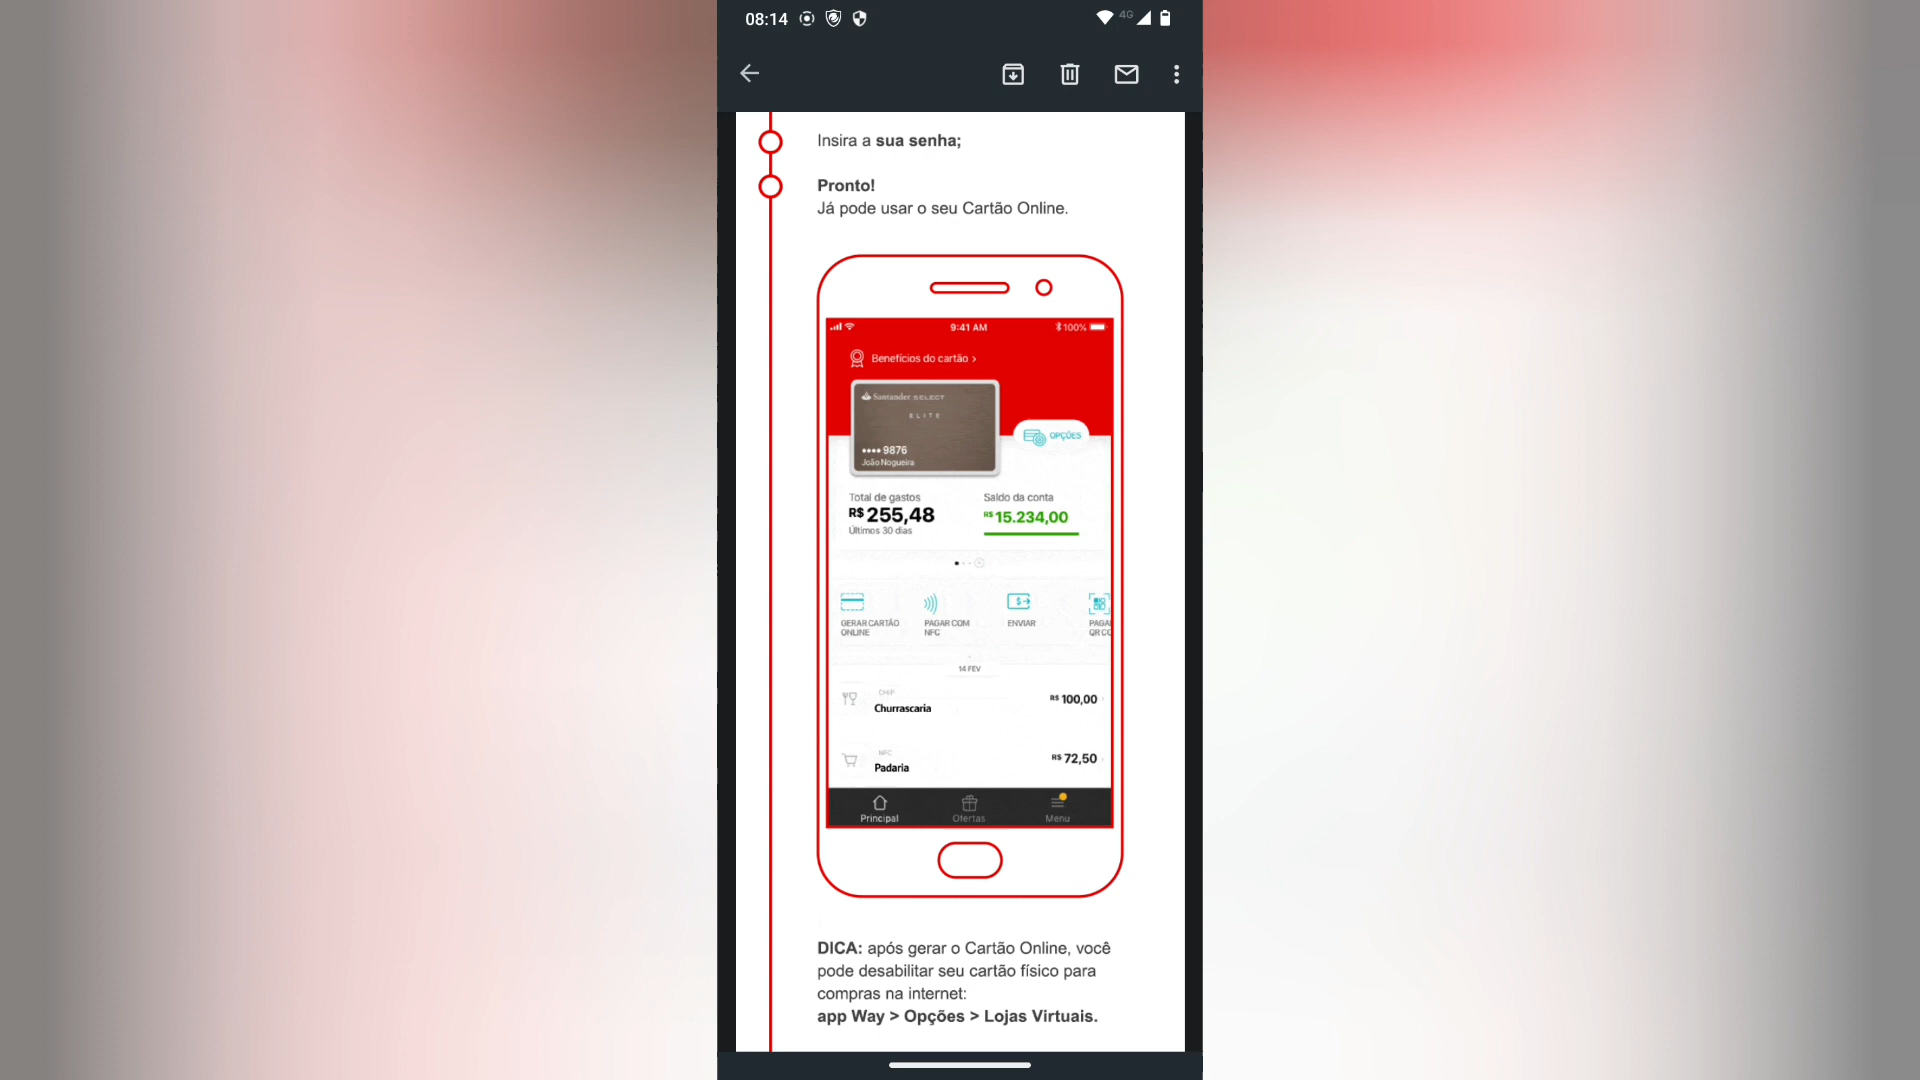 08:14
4G
Insira a sua senha;
Pronto!
Já pode usar o seu Cartão Online.
9:41 AM
100%
Benefícios do cartão >
Santander SELECT
ELITE
•••• 9876
João Nogueira
OPÇÕES
Total de gastos
R$ 255,48
Últimos 30 dias
Saldo da conta
R$ 15.234,00
GERAR CARTÃO
ONLINE
PAGAR COM
NFC
ENVIAR
PAGA
QR CO
14 FEV
CHIP
Churrascaria
R$ 100,00
NFC
Padaria
R$ 72,50
Principal
Ofertas
Menu
DICA: após gerar o Cartão Online, você
pode desabilitar seu cartão físico para
compras na internet:
app Way > Opções > Lojas Virtuais.